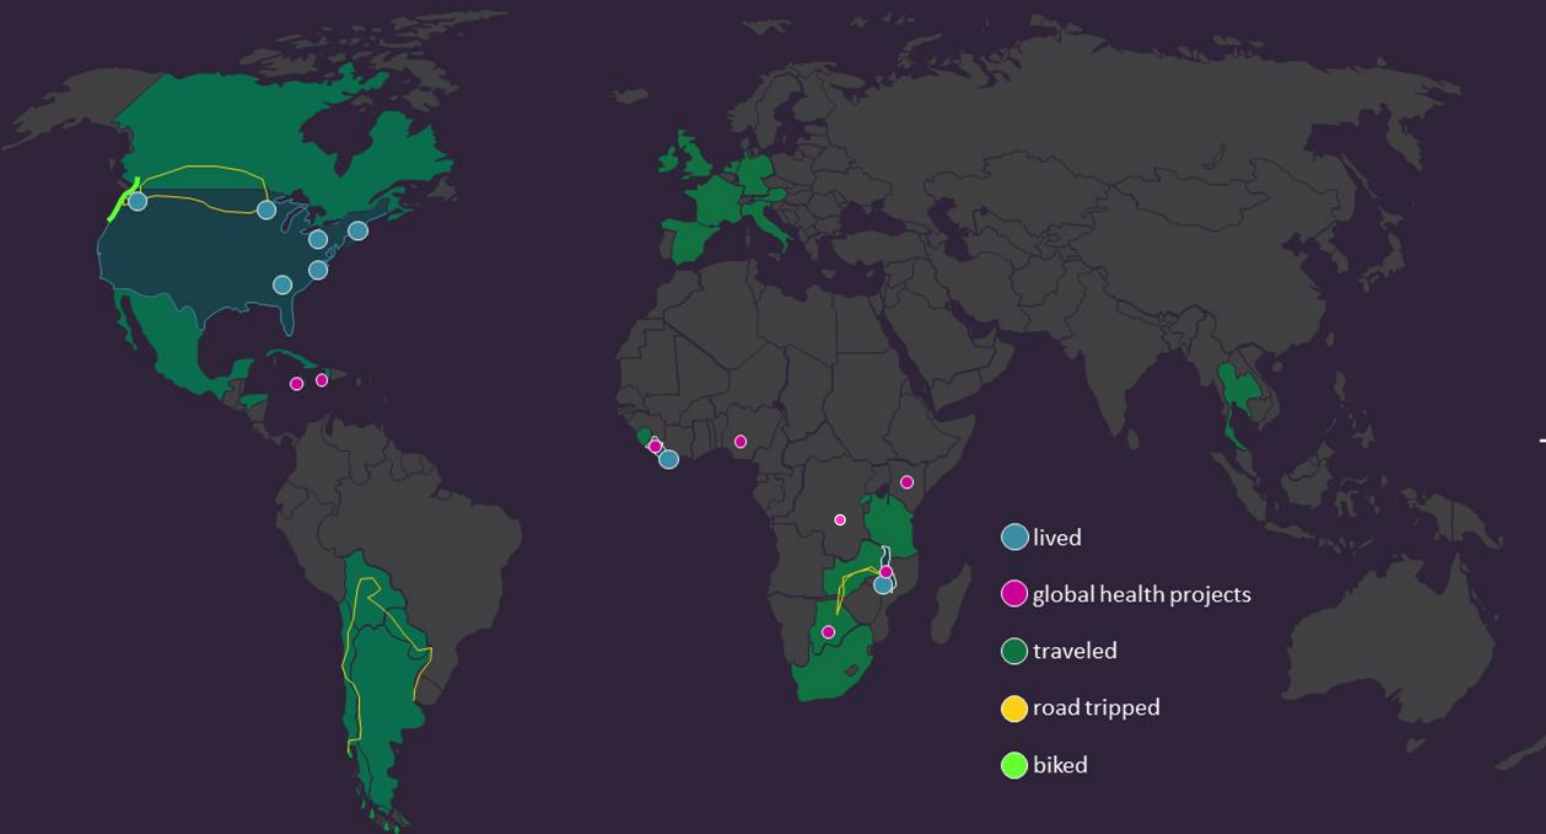 lived
global health projects
traveled
road tripped
biked